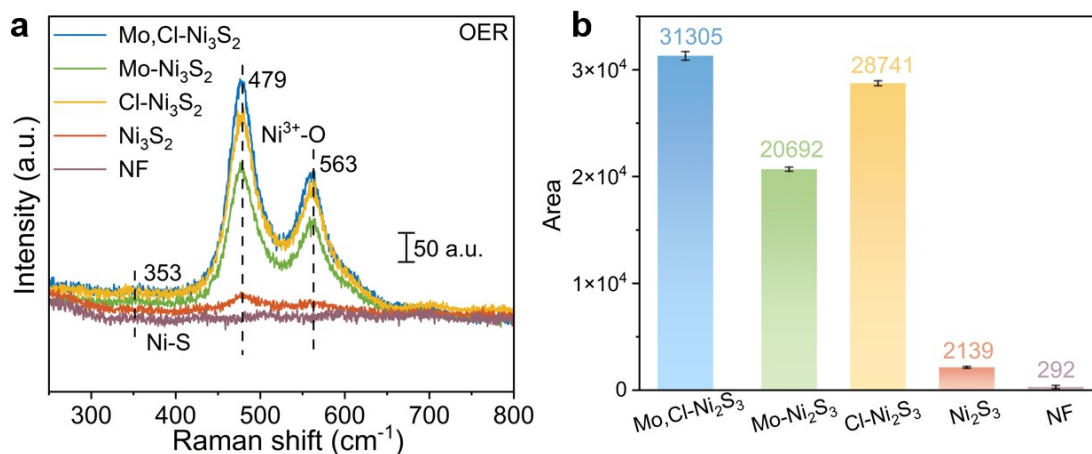 a
OER
Mo,Cl-Ni₃S₂
Mo-Ni₃S₂
Cl-Ni₃S₂
Ni₃S₂
NF
479
Ni³⁺-O
563
50 a.u.
353
Ni-S
Intensity (a.u.)
300 400 500 600 700 800
Raman shift (cm⁻¹)
b
31305
20692
28741
2139
292
3×10⁴
2×10⁴
1×10⁴
0
Area
Mo,Cl-Ni₂S₃
Mo-Ni₂S₃
Cl-Ni₂S₃
Ni₂S₃
NF